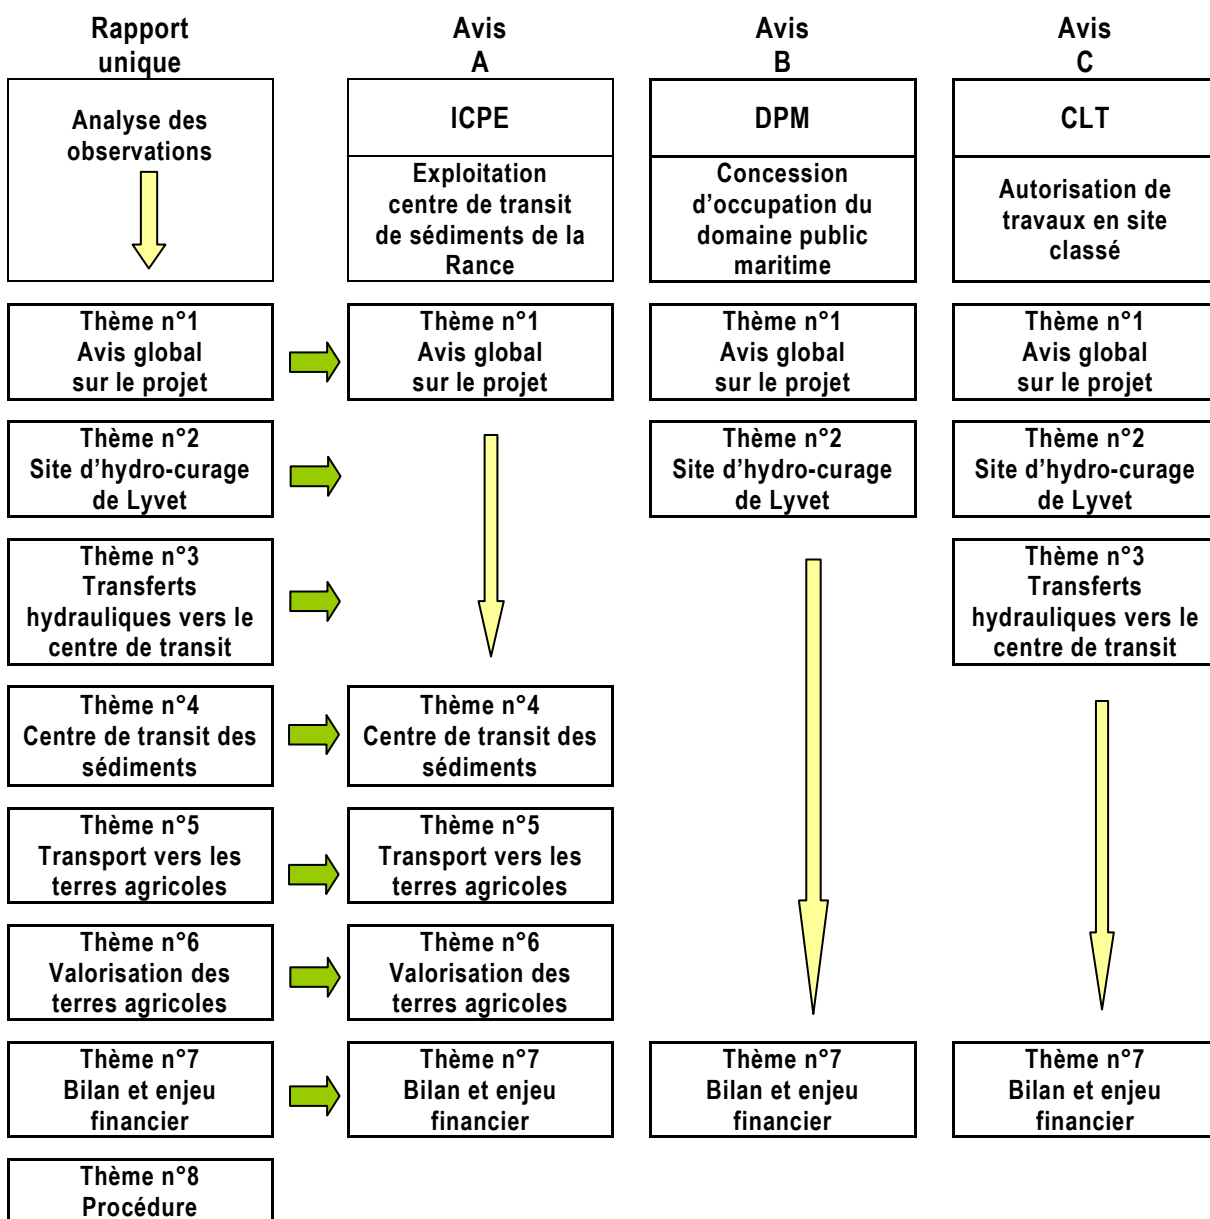 Rapport
unique
Analyse des
observations
Thème n°1
Avis global
sur le projet
Thème n°2
Site d'hydro-curage
de Lyvet
Thème n°3
Transferts
hydrauliques vers le
centre de transit
Thème n°4
Centre de transit des
sédiments
Thème n°5
Transport vers les
terres agricoles
Thème n°6
Valorisation des
terres agricoles
Thème n°7
Bilan et enjeu
financier
Thème n°8
Procédure
Avis
A
ICPE
Exploitation
centre de transit
de sédiments de la
Rance
Thème n°1
Avis global
sur le projet
Thème n°4
Centre de transit des
sédiments
Thème n°5
Transport vers les
terres agricoles
Thème n°6
Valorisation des
terres agricoles
Thème n°7
Bilan et enjeu
financier
Avis
B
DPM
Concession
d'occupation du
domaine public
maritime
Thème n°1
Avis global
sur le projet
Thème n°2
Site d'hydro-curage
de Lyvet
Thème n°7
Bilan et enjeu
financier
Avis
C
CLT
Autorisation de
travaux en site
classé
Thème n°1
Avis global
sur le projet
Thème n°2
Site d'hydro-curage
de Lyvet
Thème n°3
Transferts
hydrauliques vers le
centre de transit
Thème n°7
Bilan et enjeu
financier